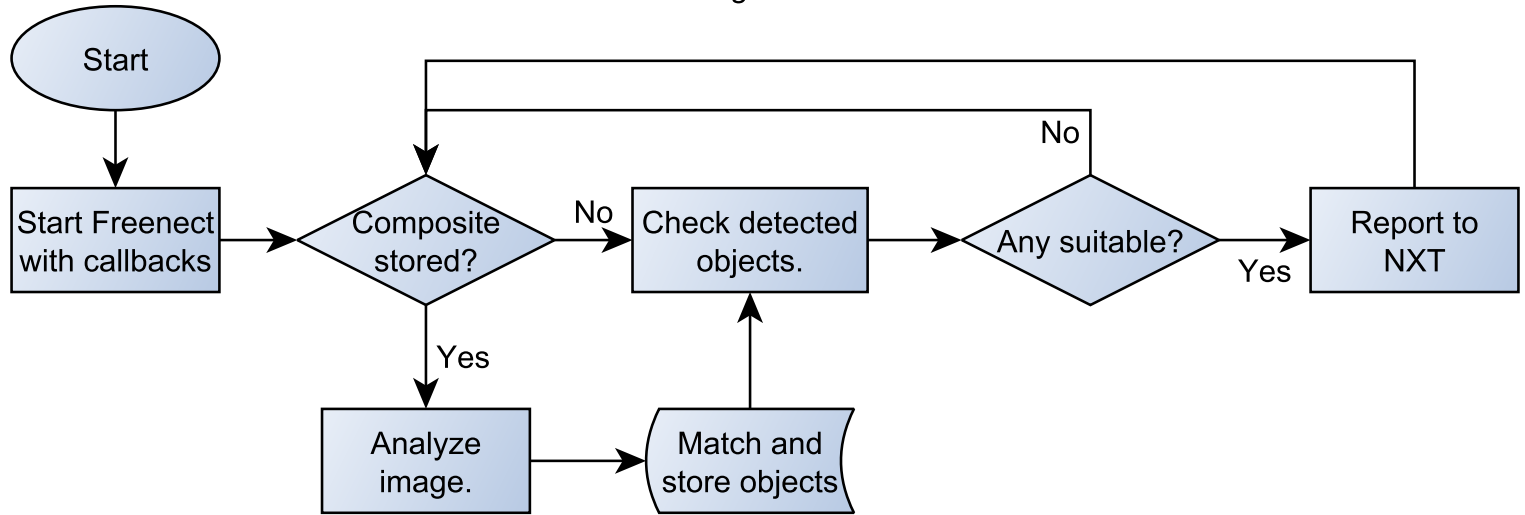 Start
Start Freenect
with callbacks
Composite
stored?
No
Check detected
objects.
Any suitable?
No
Yes
Report to
NXT
Yes
Analyze
image.
Match and
store objects